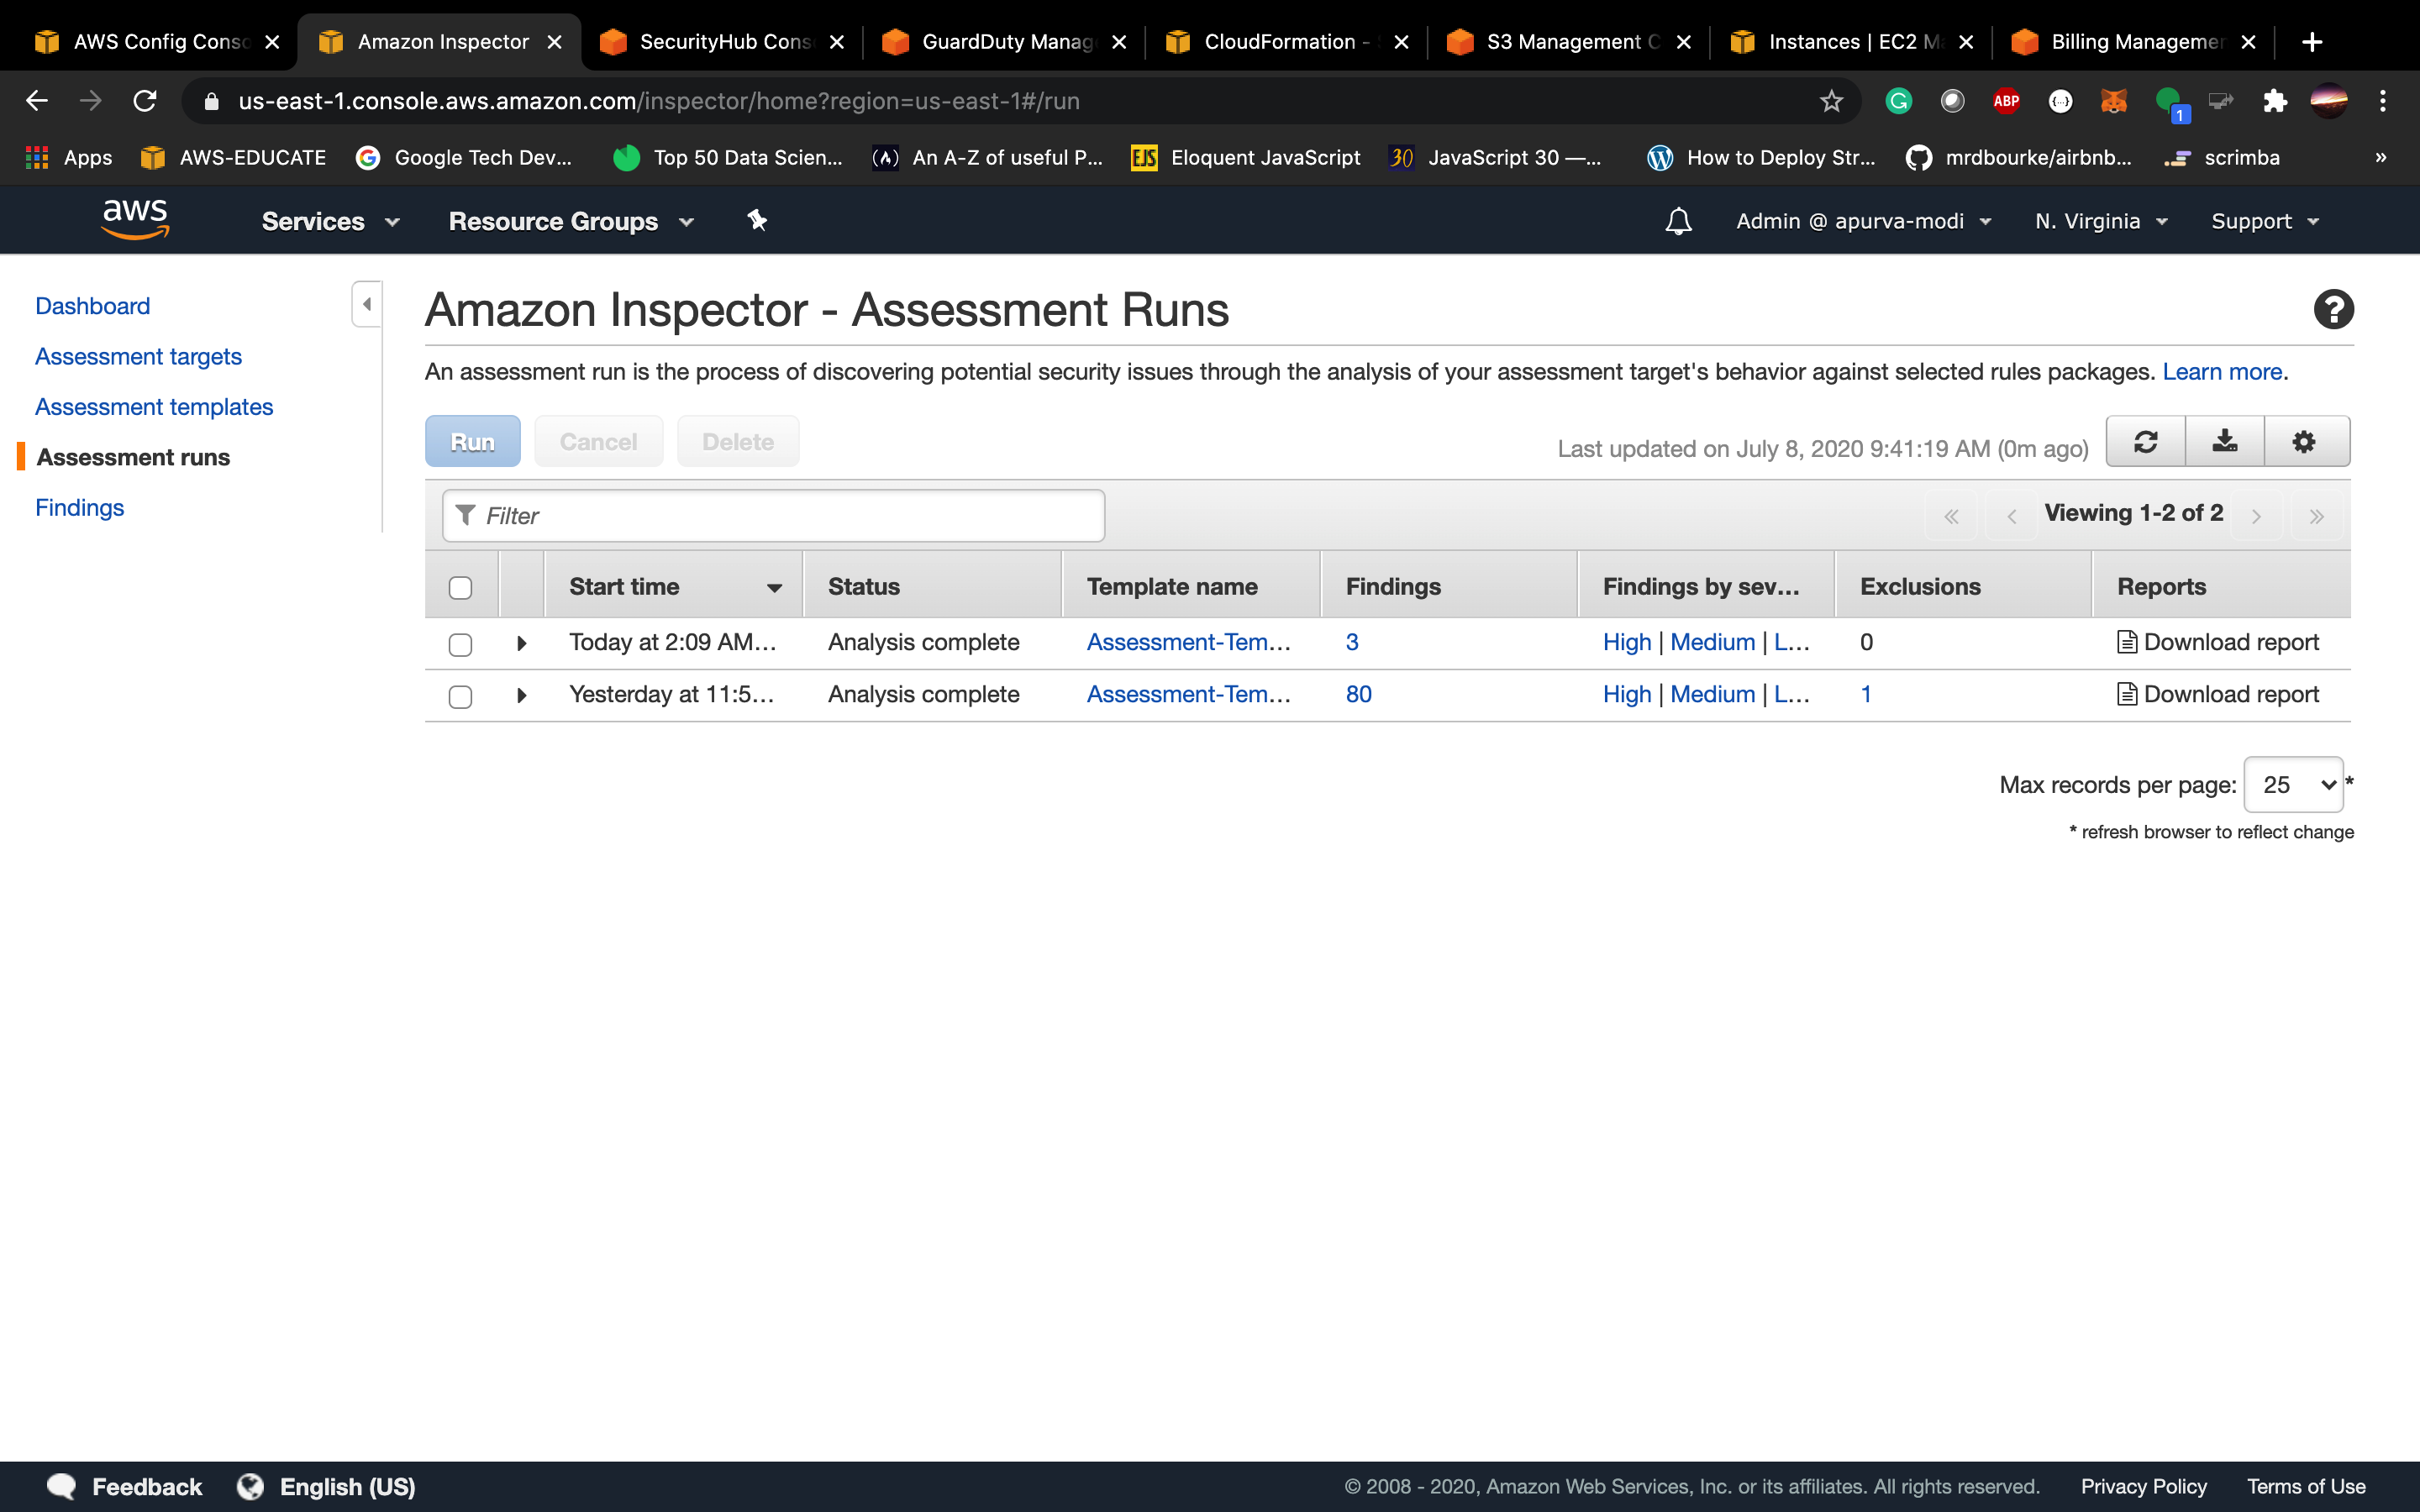 AWS Config Conso
Amazon Inspector
SecurityHub Cons
GuardDuty Manag
CloudFormation -
S3 Management C
Instances | EC2 M
Billing Managemen
us-east-1.console.aws.amazon.com/inspector/home?region=us-east-1#/run
ABP
1
Apps
AWS-EDUCATE
Google Tech Dev...
Top 50 Data Scien...
An A-Z of useful P...
EJS
Eloquent JavaScript
30
JavaScript 30 —...
How to Deploy Str...
mrdbourke/airbnb...
scrimba
»
aws
Services
Resource Groups
Admin @ apurva-modi
N. Virginia
Support
Dashboard
Assessment targets
Assessment templates
Assessment runs
Findings
Amazon Inspector - Assessment Runs
An assessment run is the process of discovering potential security issues through the analysis of your assessment target's behavior against selected rules packages. Learn more.
Run
Cancel
Delete
Last updated on July 8, 2020 9:41:19 AM (0m ago)
Filter
« ‹ Viewing 1-2 of 2 › »
Start time Status Template name Findings Findings by sev... Exclusions Reports
Today at 2:09 AM... Analysis complete Assessment-Tem... 3 High | Medium | L... 0 Download report
Yesterday at 11:5... Analysis complete Assessment-Tem... 80 High | Medium | L... 1 Download report
Max records per page: 25 *
* refresh browser to reflect change
Feedback
English (US)
© 2008 - 2020, Amazon Web Services, Inc. or its affiliates. All rights reserved.
Privacy Policy
Terms of Use